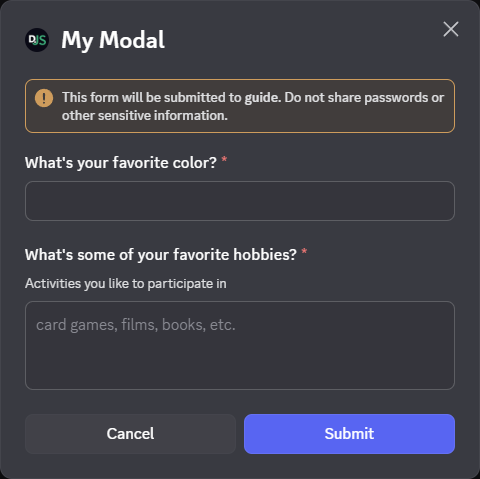 DJS My Modal
This form will be submitted to guide. Do not share passwords or
other sensitive information.
What's your favorite color? *
What's some of your favorite hobbies? *
Activities you like to participate in
card games, films, books, etc.
Cancel Submit